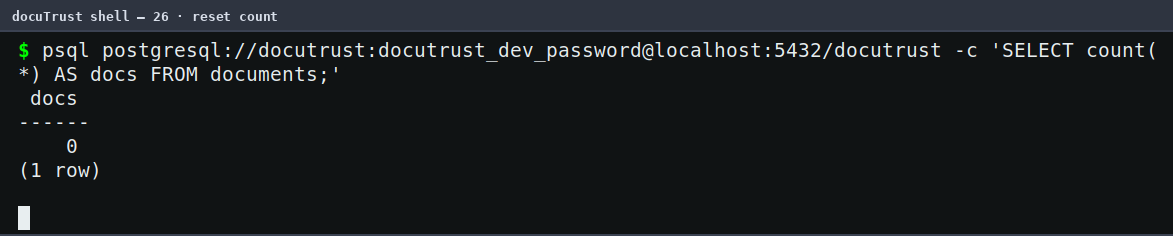 docuTrust shell — 26 · reset count
$ psql postgresql://docutrust:docutrust_dev_password@localhost:5432/docutrust -c 'SELECT count(
*) AS docs FROM documents;'
 docs
------
    0
(1 row)